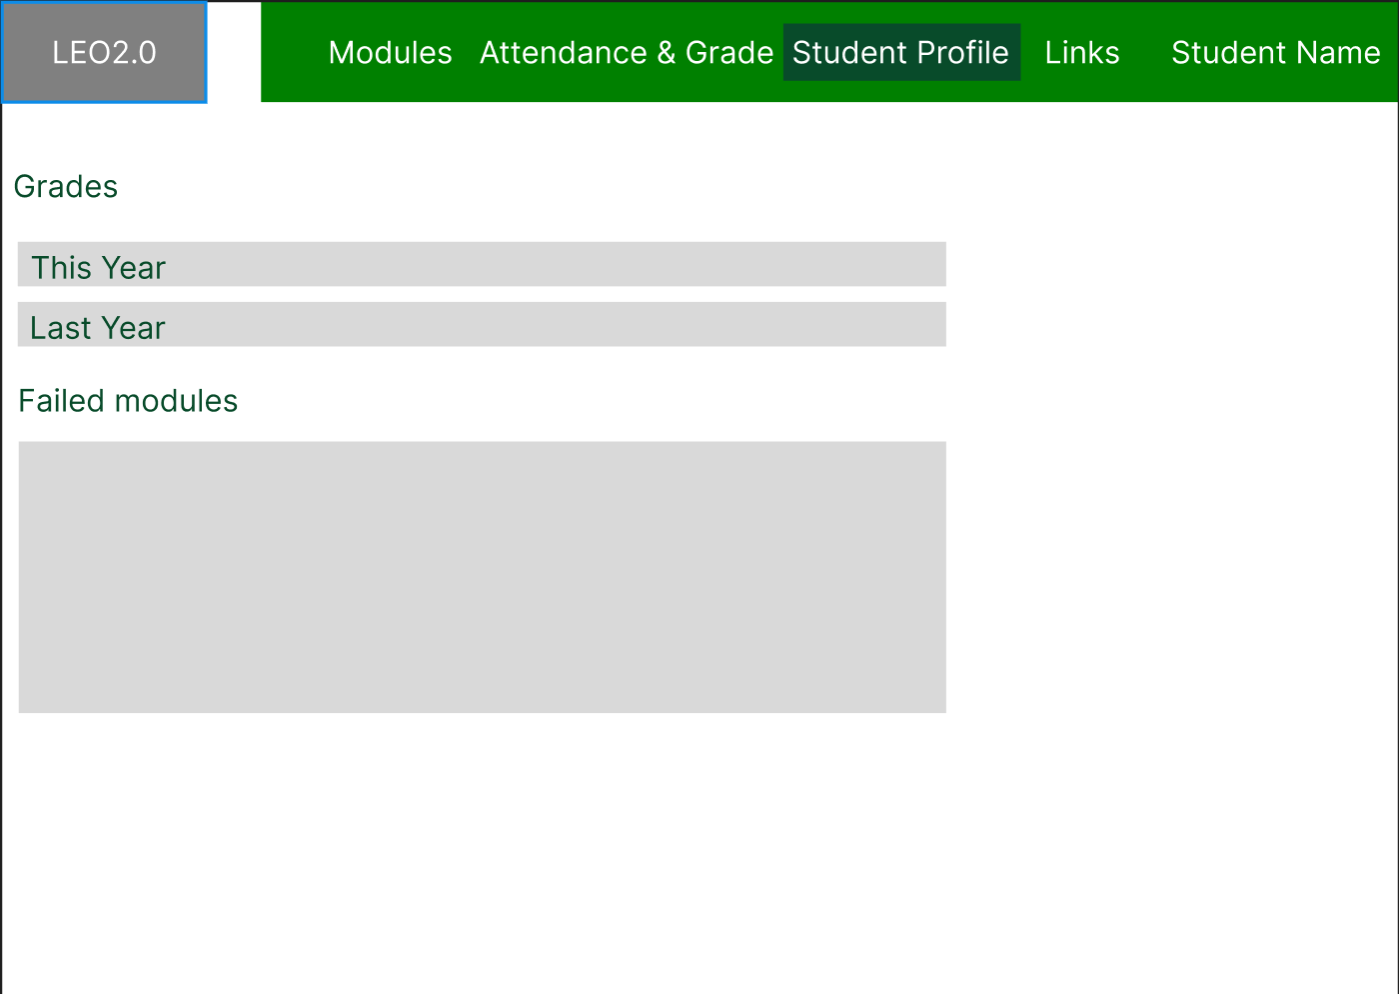 LEO2.0
Modules Attendance & Grade Student Profile Links Student Name
Grades
This Year
Last Year
Failed modules